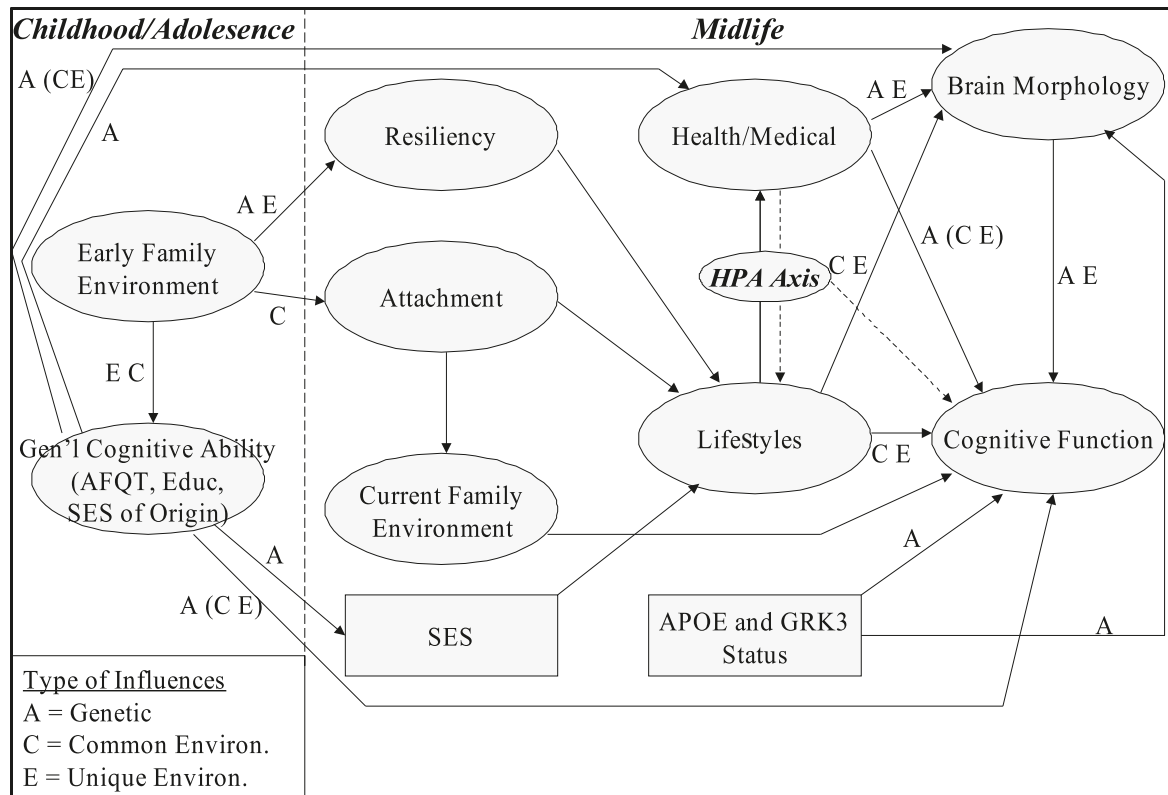 Childhood/Adolesence
Midlife
A (CE)
A
Brain Morphology
A E
Resiliency
Health/Medical
A E
Early Family
Environment
A (C E)
HPA Axis
C E
A E
Attachment
C
E C
Gen'l Cognitive Ability
(AFQT, Educ,
SES of Origin)
Lifestyles
C E
Cognitive Function
Current Family
Environment
A
A
A (C E)
SES
APOE and GRK3
Status
A
Type of Influences
A = Genetic
C = Common Environ.
E = Unique Environ.